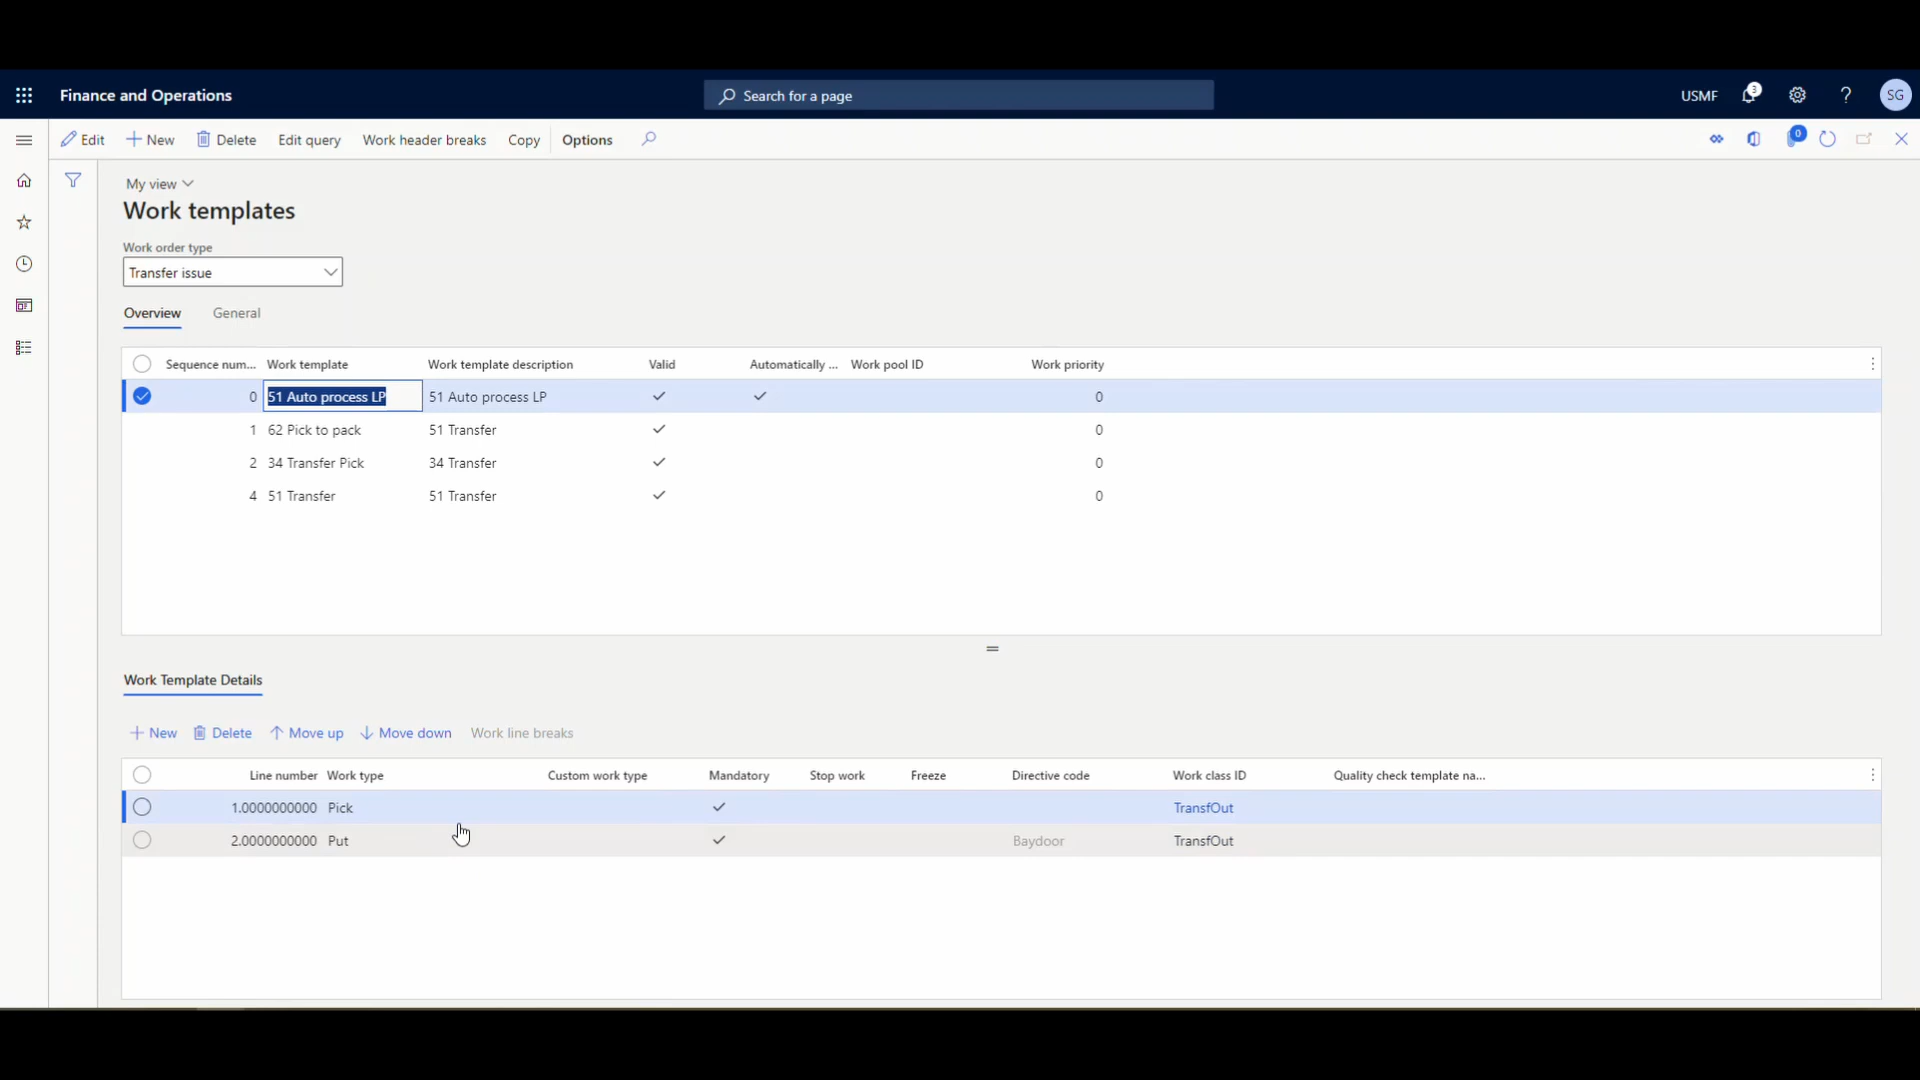 Finance and Operations
Search for a page
USMF
3
?
SG
Edit
New
Delete
Edit query
Work header breaks
Copy
Options
0
My view
Work templates
Work order type
Transfer issue
Overview General
Sequence num... Work template Work template description Valid Automatically ... Work pool ID Work priority
0 51 Auto process LP 51 Auto process LP 0
1 62 Pick to pack 51 Transfer 0
2 34 Transfer Pick 34 Transfer 0
4 51 Transfer 51 Transfer 0
Work Template Details
New Delete Move up Move down Work line breaks
Line number Work type Custom work type Mandatory Stop work Freeze Directive code Work class ID Quality check template na...
1.0000000000 Pick TransfOut
2.0000000000 Put Baydoor TransfOut